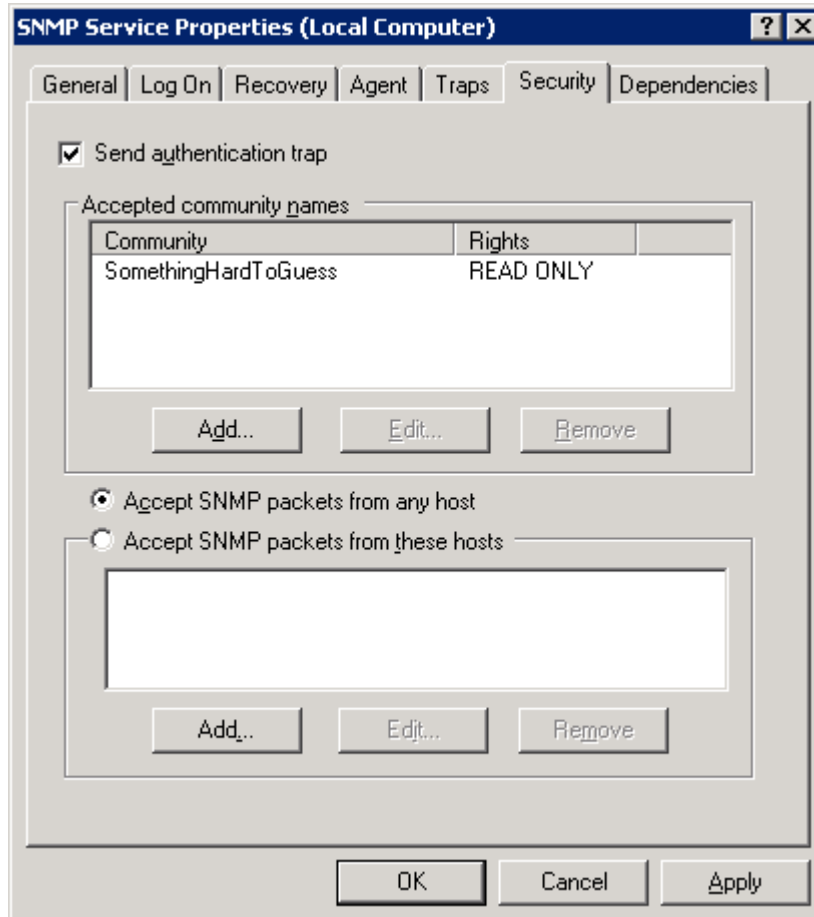 SNMP Service Properties (Local Computer)
General Log On Recovery Agent Traps Security Dependencies
Send authentication trap
Accepted community names
Community Rights
SomethingHardToGuess READ ONLY
Add... Edit... Remove
Accept SNMP packets from any host
Accept SNMP packets from these hosts
Add... Edit... Remove
OK Cancel Apply